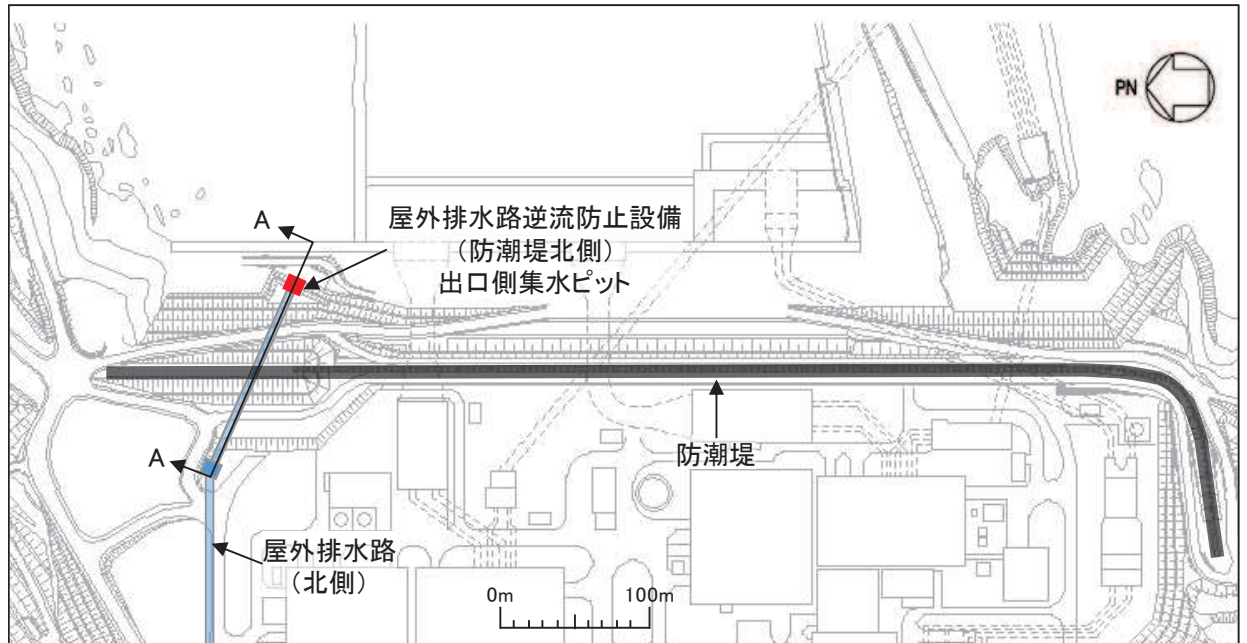 PN
A
屋外排水路逆流防止設備
（防潮堤北側）
出口側集水ピット
A
防潮堤
屋外排水路
（北側）
0m
100m